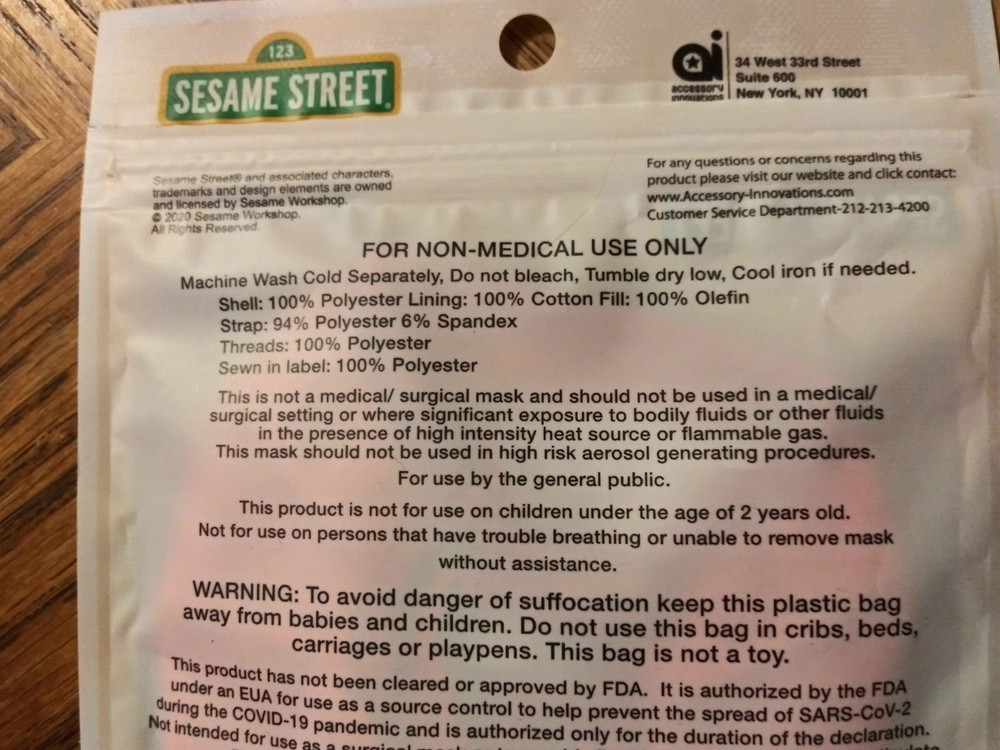 123
SESAME STREET
ai
accessory
innovations
34 West 33rd Street
Suite 600
New York, NY 10001
Sesame Street® and associated characters,
trademarks and design elements are owned
and licensed by Sesame Workshop.
© 2020 Sesame Workshop.
All Rights Reserved.
For any questions or concerns regarding this
product please visit our website and click contact:
www.Accessory-Innovations.com
Customer Service Department-212-213-4200
FOR NON-MEDICAL USE ONLY
Machine Wash Cold Separately, Do not bleach, Tumble dry low, Cool iron if needed.
Shell: 100% Polyester Lining: 100% Cotton Fill: 100% Olefin
Strap: 94% Polyester 6% Spandex
Threads: 100% Polyester
Sewn in label: 100% Polyester
This is not a medical/ surgical mask and should not be used in a medical/
surgical setting or where significant exposure to bodily fluids or other fluids
in the presence of high intensity heat source or flammable gas.
This mask should not be used in high risk aerosol generating procedures.
For use by the general public.
This product is not for use on children under the age of 2 years old.
Not for use on persons that have trouble breathing or unable to remove mask
without assistance.
WARNING: To avoid danger of suffocation keep this plastic bag
away from babies and children. Do not use this bag in cribs, beds,
carriages or playpens. This bag is not a toy.
This product has not been cleared or approved by FDA. It is authorized by the FDA
under an EUA for use as a source control to help prevent the spread of SARS-CoV-2
during the COVID-19 pandemic and is authorized only for the duration of the declaration.
Not intended for use as a surgical mask